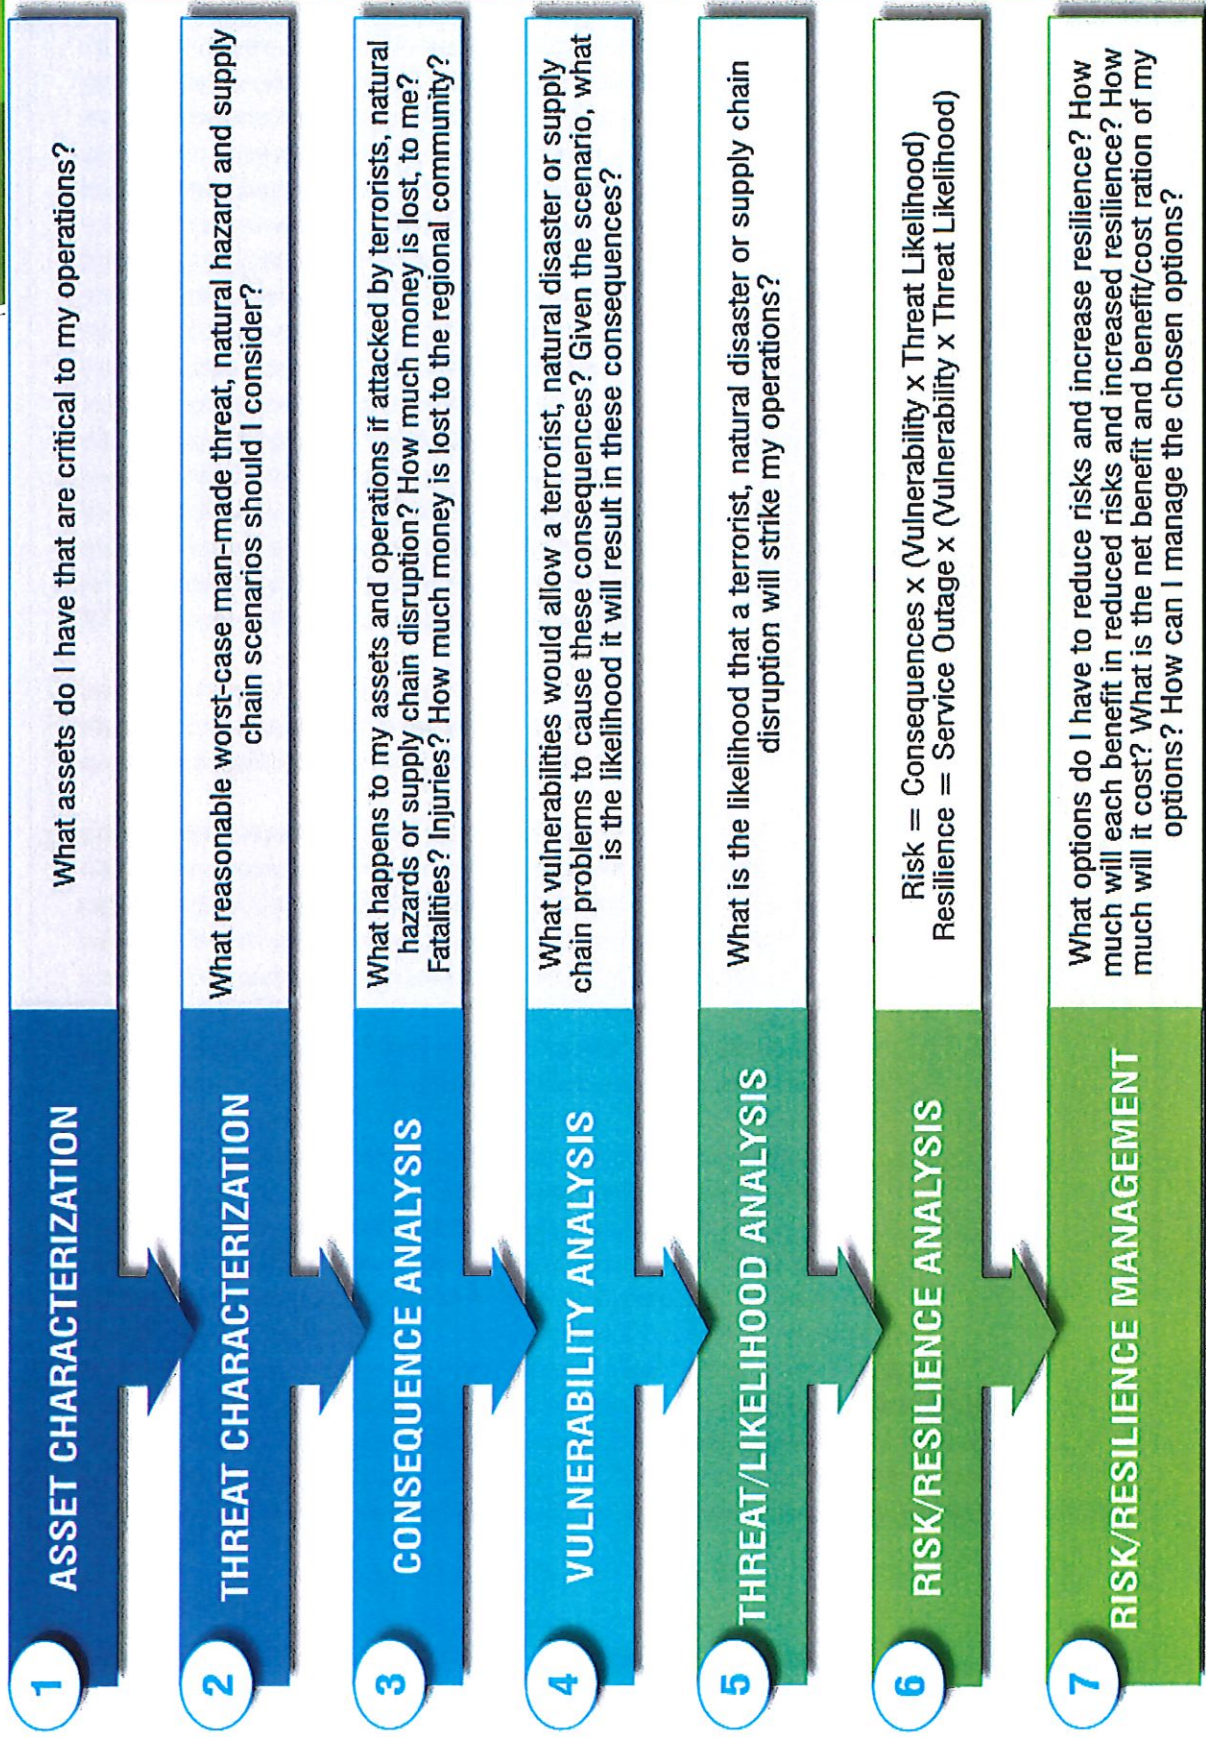 1
ASSET CHARACTERIZATION
What assets do I have that are critical to my operations?
2
THREAT CHARACTERIZATION
What reasonable worst-case man-made threat, natural hazard and supply
chain scenarios should I consider?
3
CONSEQUENCE ANALYSIS
What happens to my assets and operations if attacked by terrorists, natural
hazards or supply chain disruption? How much money is lost, to me?
Fatalities? Injuries? How much money is lost to the regional community?
4
VULNERABILITY ANALYSIS
What vulnerabilities would allow a terrorist, natural disaster or supply
chain problems to cause these consequences? Given the scenario, what
is the likelihood it will result in these consequences?
5
THREAT/LIKELIHOOD ANALYSIS
What is the likelihood that a terrorist, natural disaster or supply chain
disruption will strike my operations?
6
RISK/RESILIENCE ANALYSIS
Risk = Consequences x (Vulnerability x Threat Likelihood)
Resilience = Service Outage x (Vulnerability x Threat Likelihood)
7
RISK/RESILIENCE MANAGEMENT
What options do I have to reduce risks and increase resilience? How
much will each benefit in reduced risks and increased resilience? How
much will it cost? What is the net benefit and benefit/cost ration of my
options? How can I manage the chosen options?